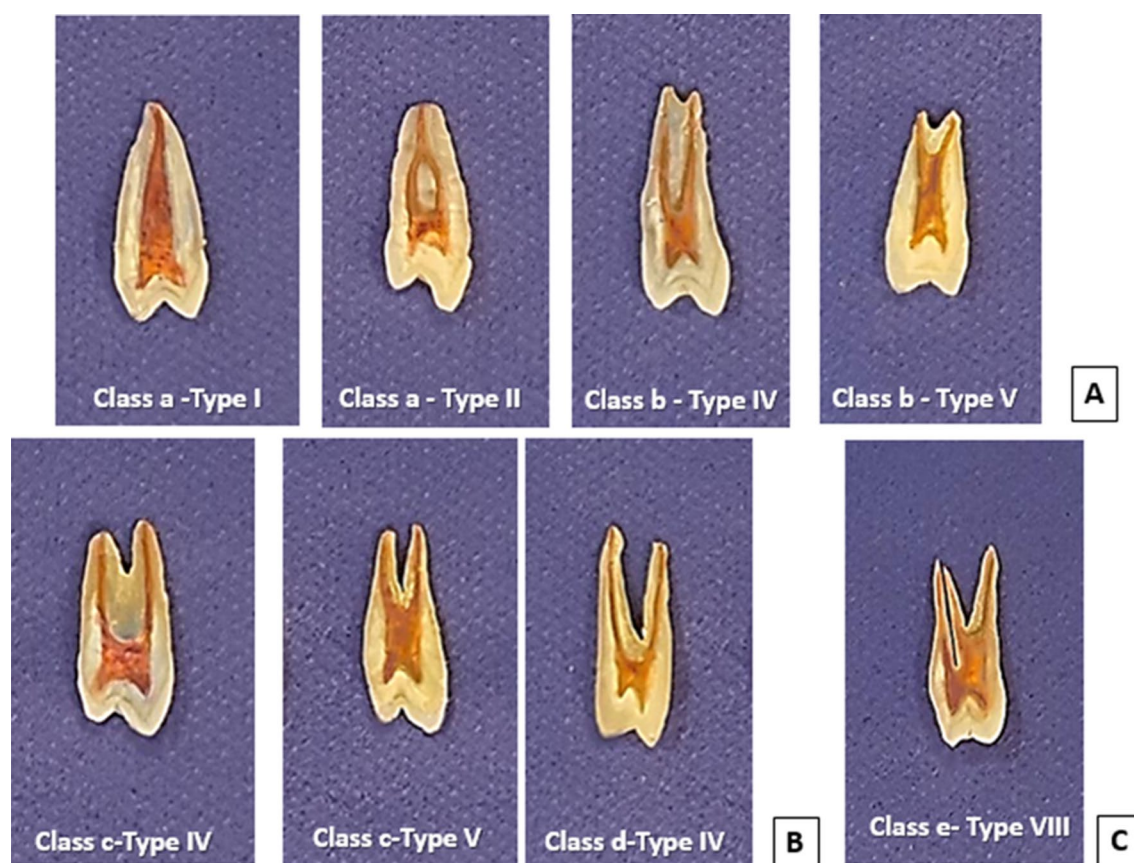 Class a -Type I
Class a - Type II
Class b - Type IV
Class b - Type V
A
Class c-Type IV
Class c-Type V
Class d-Type IV
B
Class e- Type VIII
C